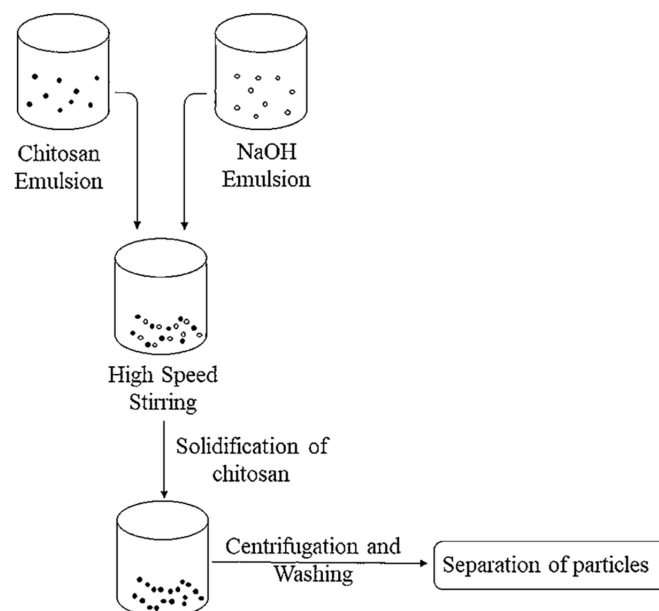 Chitosan
Emulsion
NaOH
Emulsion
High Speed
Stirring
Solidification of
chitosan
Centrifugation and
Washing
Separation of particles